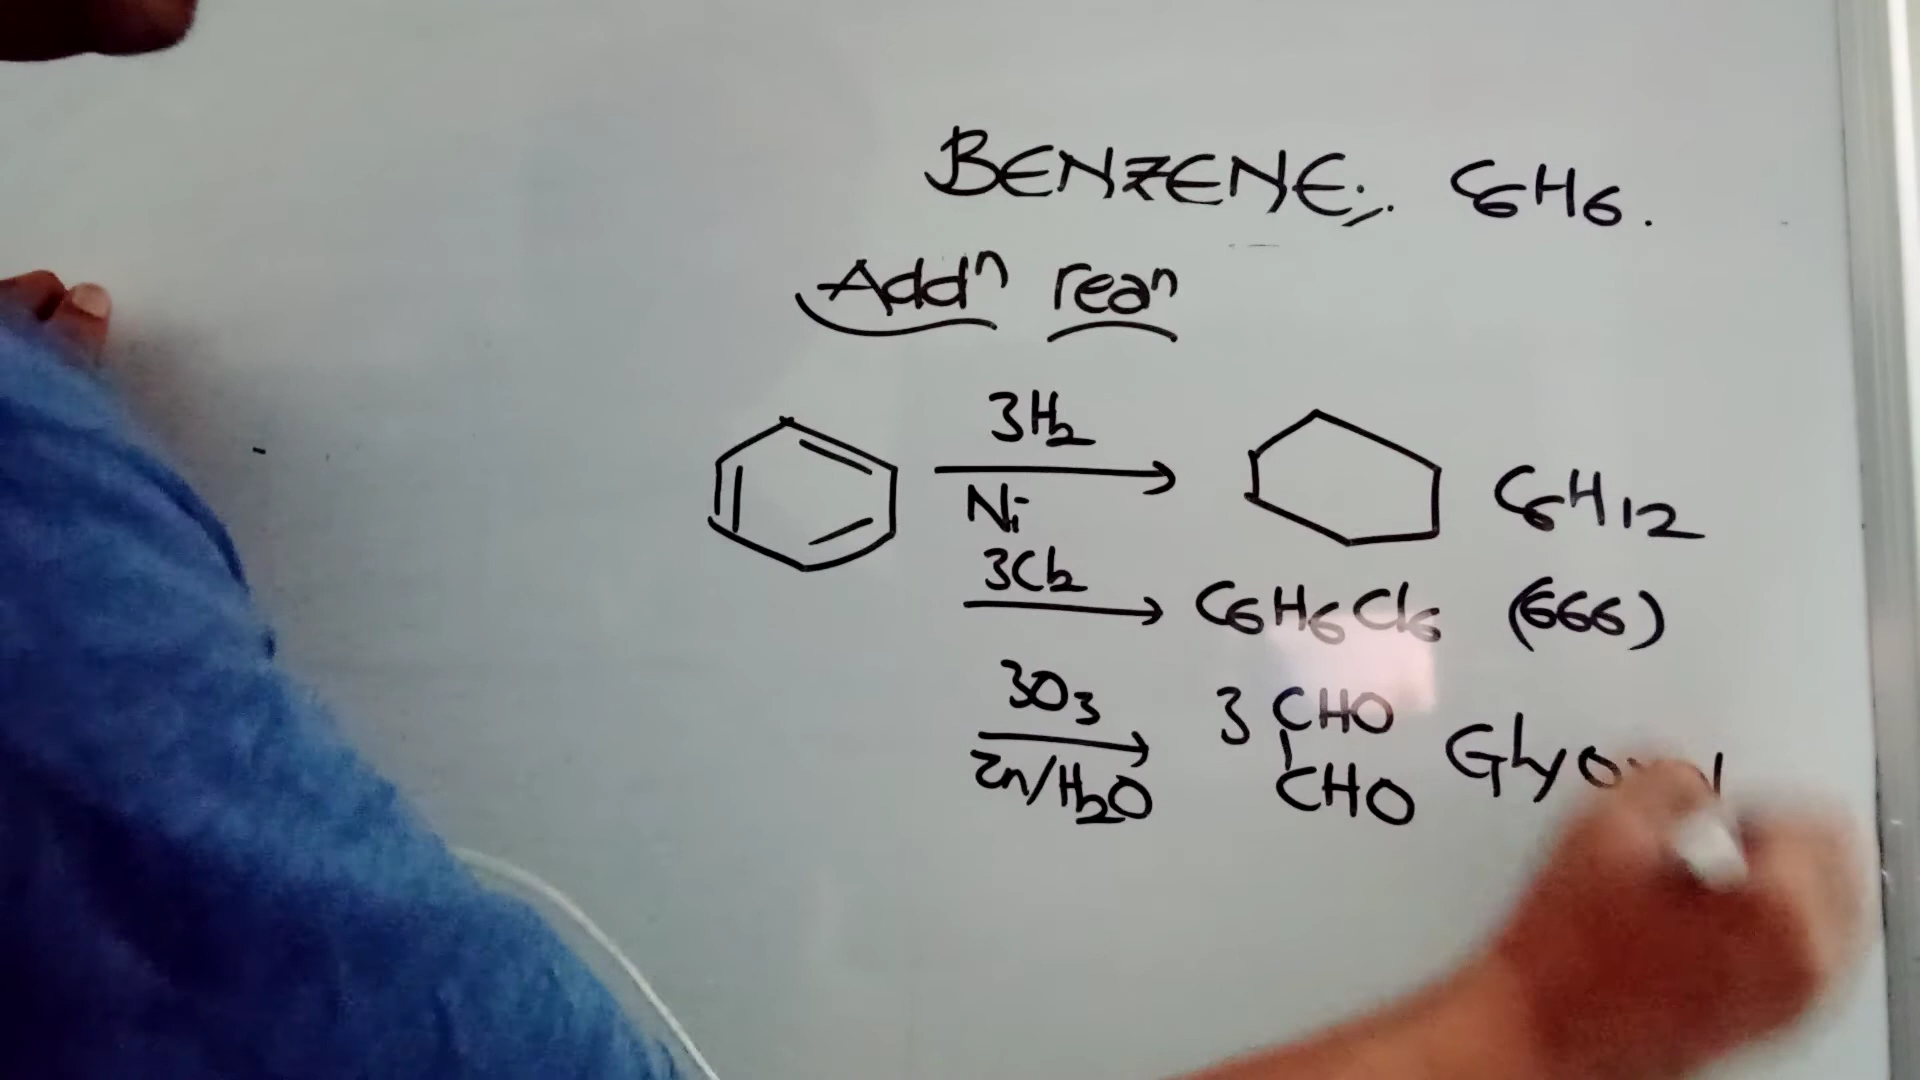 BENZENE:. C6H6.
Addn rean
3H2
Ni
C6H12
3Cl2
C6H6Cl6 (666)
3O3
Zn/H2O
3 CHO
CHO